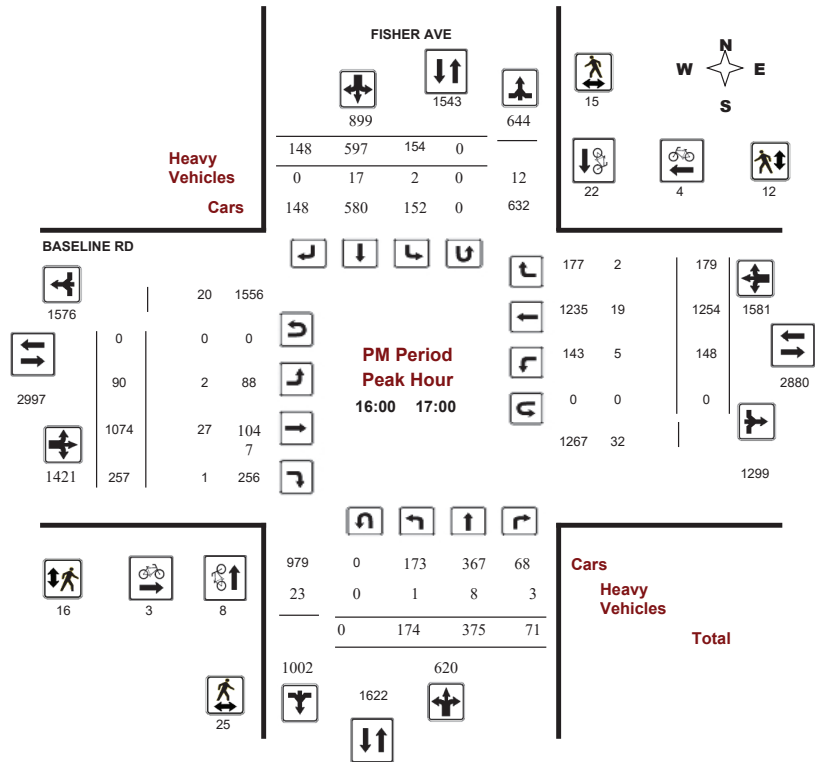 FISHER AVE
N
W E
S
1543
15
899
644
148 597 154 0
Heavy
Vehicles
0 17 2 0 12
Cars
148 580 152 0 632
22 4 12
BASELINE RD
1576
20 1556
177 2 179
1235 19 1254
1581
0 0 0
143 5 148
2997
90 2 88
2880
PM Period
Peak Hour
16:00 17:00
0 0 0
1074 27 104
7
1267 32
1421
257 1 256
1299
979 0 173 367 68
Cars
23 0 1 8 3
Heavy
Vehicles
16 3 8
0 174 375 71
Total
1002 620
1622
25